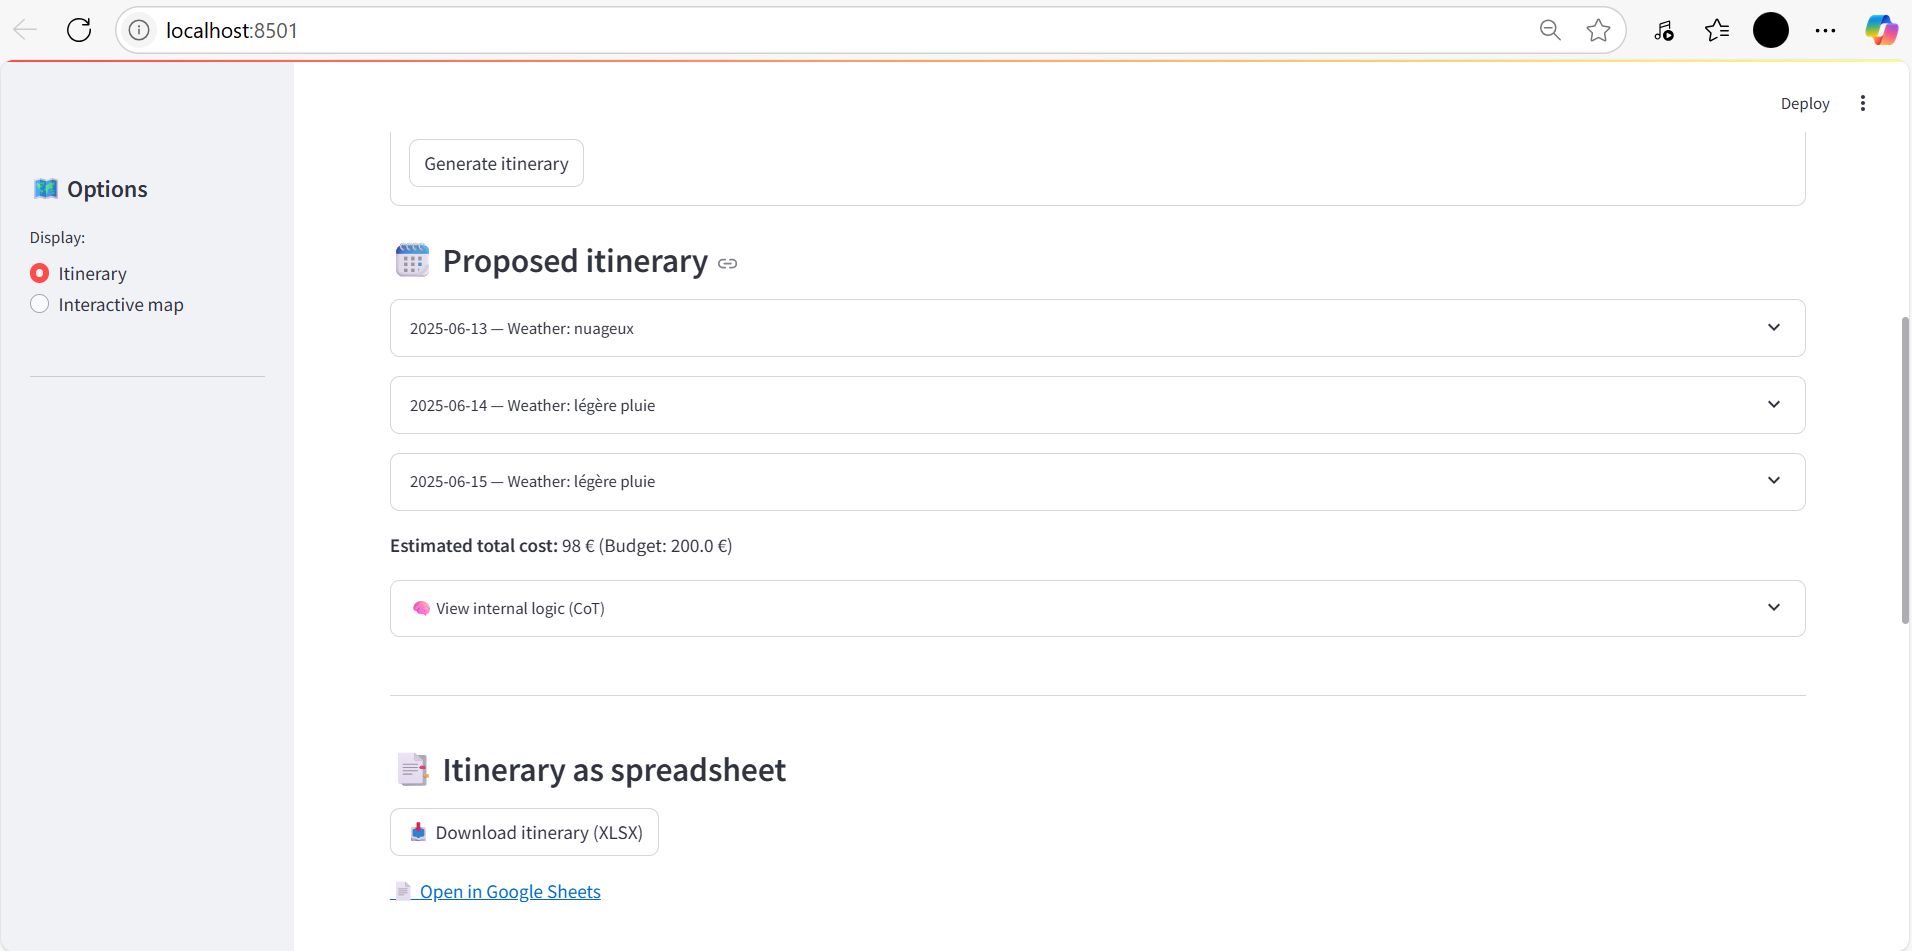 localhost:8501
Deploy
Options
Display:
Itinerary
Interactive map
Generate itinerary
Proposed itinerary
2025-06-13 — Weather: nuageux
2025-06-14 — Weather: légère pluie
2025-06-15 — Weather: légère pluie
Estimated total cost: 98 € (Budget: 200.0 €)
View internal logic (CoT)
Itinerary as spreadsheet
Download itinerary (XLSX)
Open in Google Sheets